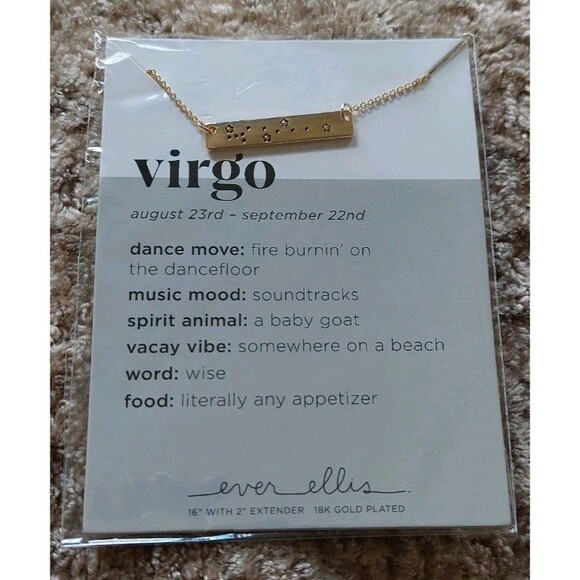 virgo
august 23rd – september 22nd
dance move: fire burnin' on
the dancefloor
music mood: soundtracks
spirit animal: a baby goat
vacay vibe: somewhere on a beach
word: wise
food: literally any appetizer
ever ellis.
16" WITH 2" EXTENDER 18K GOLD PLATED